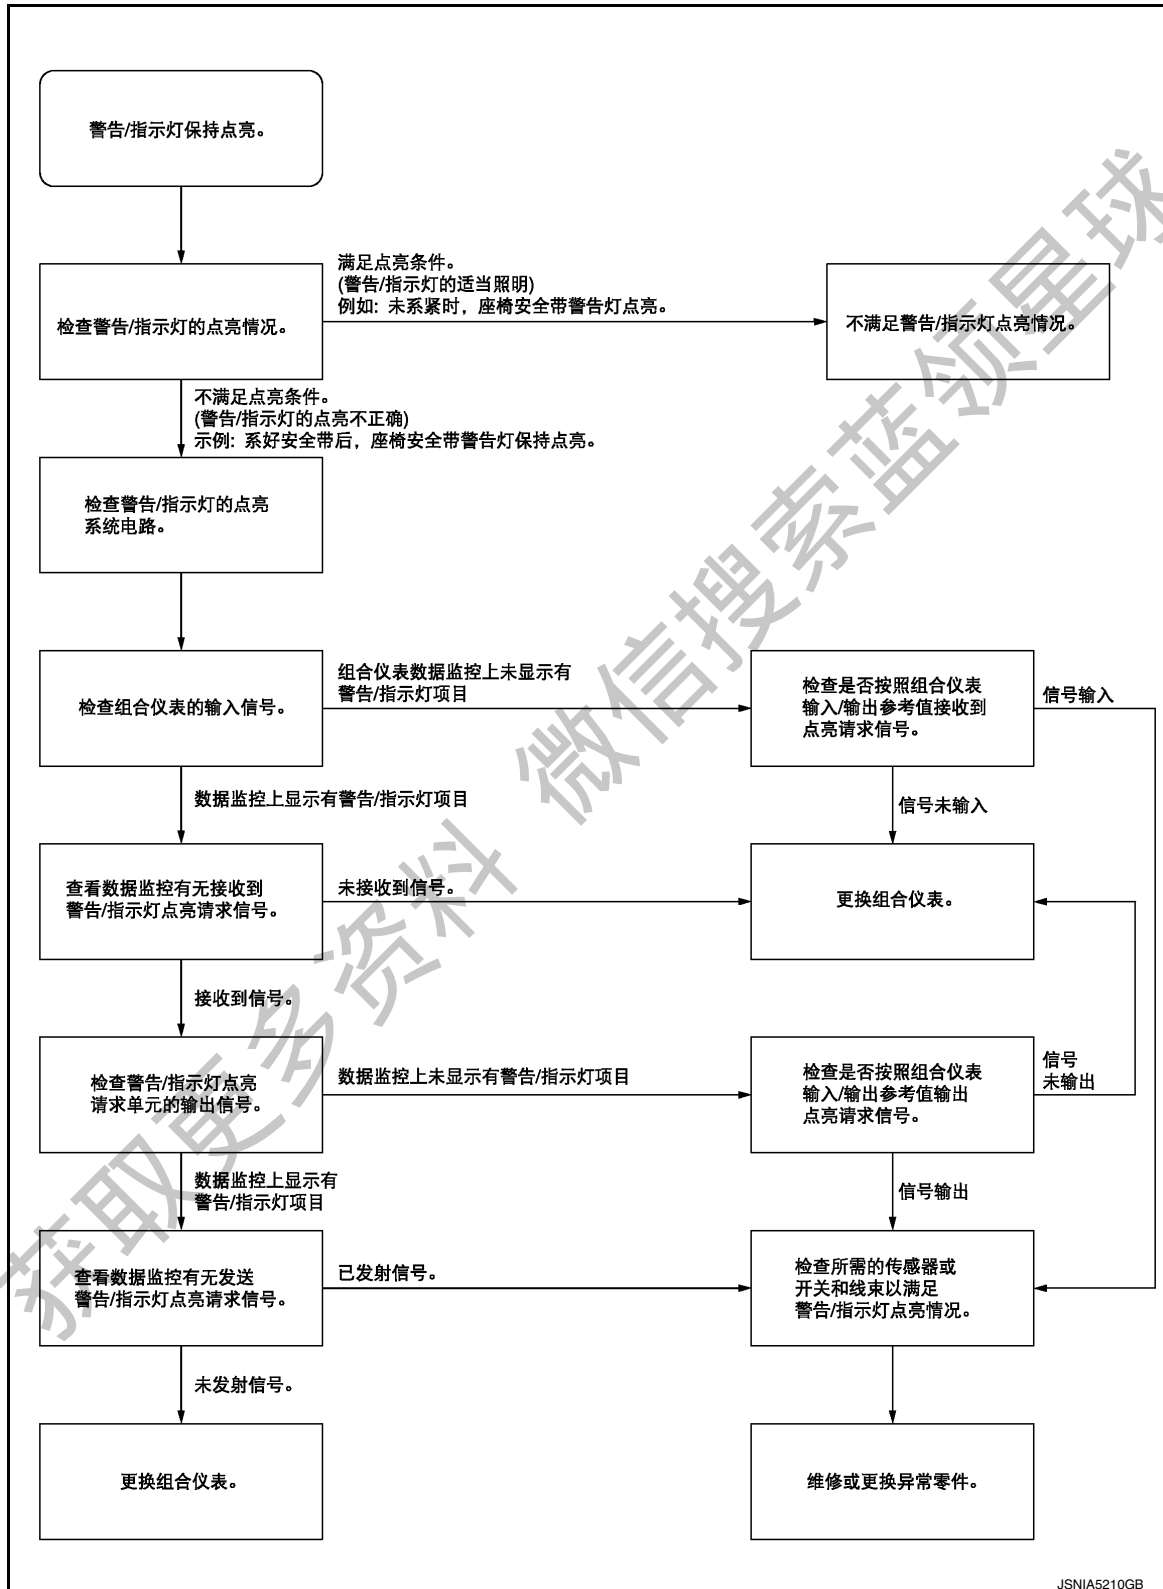 警告/指示灯保持点亮。
检查警告/指示灯的点亮情况。
满足点亮条件。
(警告/指示灯的适当照明)
例如: 未系紧时，座椅安全带警告灯点亮。
不满足警告/指示灯点亮情况。
不满足点亮条件。
(警告/指示灯的点亮不正确)
示例: 系好安全带后，座椅安全带警告灯保持点亮。
检查警告/指示灯的点亮
系统电路。
检查组合仪表的输入信号。
组合仪表数据监控上未显示有
警告/指示灯项目
检查是否按照组合仪表
输入/输出参考值接收到
点亮请求信号。
信号输入
数据监控上显示有警告/指示灯项目
信号未输入
查看数据监控有无接收到
警告/指示灯点亮请求信号。
未接收到信号。
更换组合仪表。
接收到信号。
检查警告/指示灯点亮
请求单元的输出信号。
数据监控上未显示有警告/指示灯项目
检查是否按照组合仪表
输入/输出参考值输出
点亮请求信号。
信号
未输出
数据监控上显示有
警告/指示灯项目
信号输出
查看数据监控有无发送
警告/指示灯点亮请求信号。
已发射信号。
检查所需的传感器或
开关和线束以满足
警告/指示灯点亮情况。
未发射信号。
更换组合仪表。
维修或更换异常零件。
JSNIA5210GB
获取更多资料 微信搜索蓝领星球